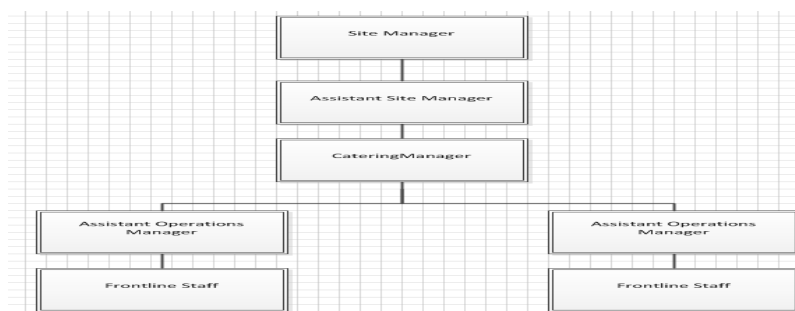 Site Manager
Assistant Site Manager
CateringManager
Assistant Operations
Manager
Assistant Operations
Manager
Frontline Staff
Frontline Staff